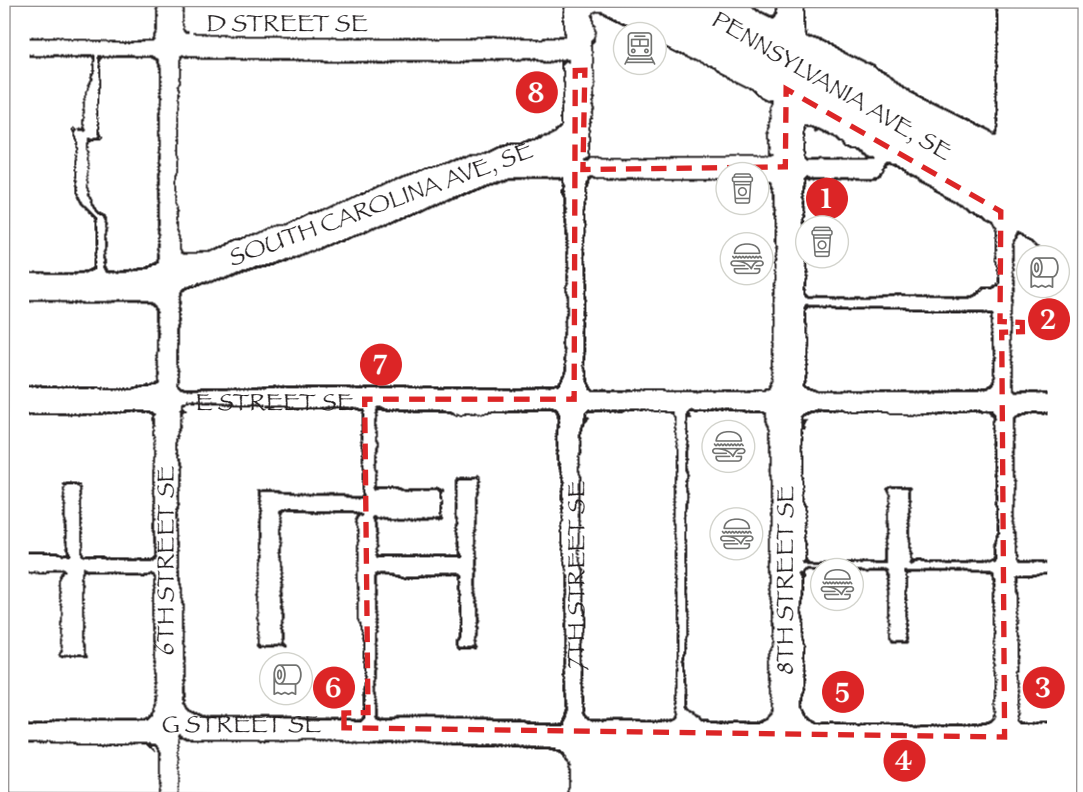 D STREET SE
PENNSYLVANIA AVE, SE
8
SOUTH CAROLINA AVE, SE
1
2
7
E STREET SE
6TH STREET SE
7TH STREET SE
8TH STREET SE
6
5
3
G STREET SE
4